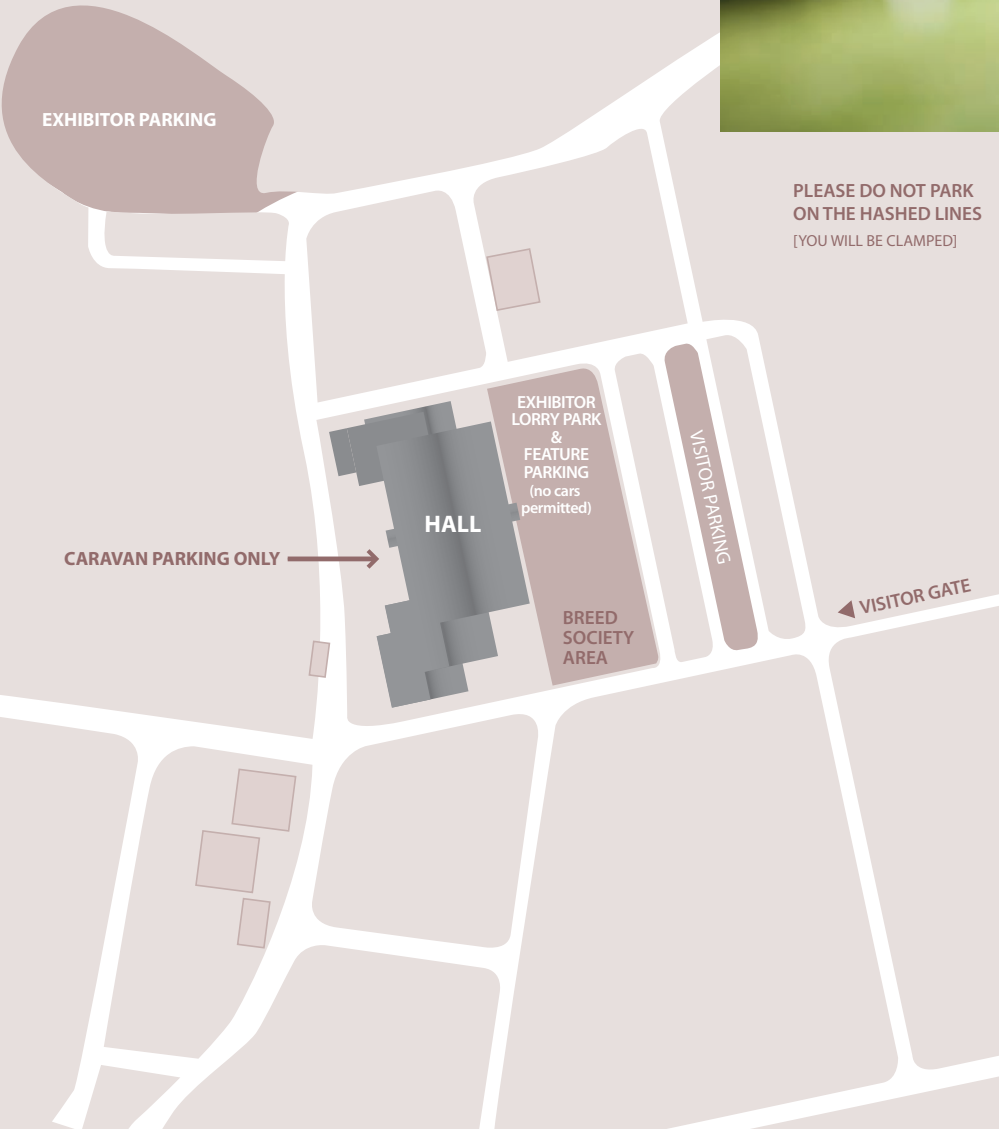 EXHIBITOR PARKING
PLEASE DO NOT PARK
ON THE HASHED LINES
[YOU WILL BE CLAMPED]
EXHIBITOR
LORRY PARK
&
FEATURE
PARKING
(no cars
permitted)
VISITOR PARKING
HALL
CARAVAN PARKING ONLY
VISITOR GATE
BREED
SOCIETY
AREA